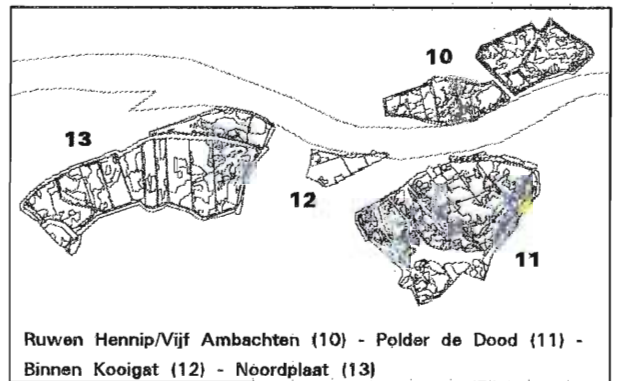 10
13
12
11
Ruwen Hennip/Vijf Ambachten (10) - Polder de Dood (11) -
Binnen Kooigat (12) - Noordplaat (13)